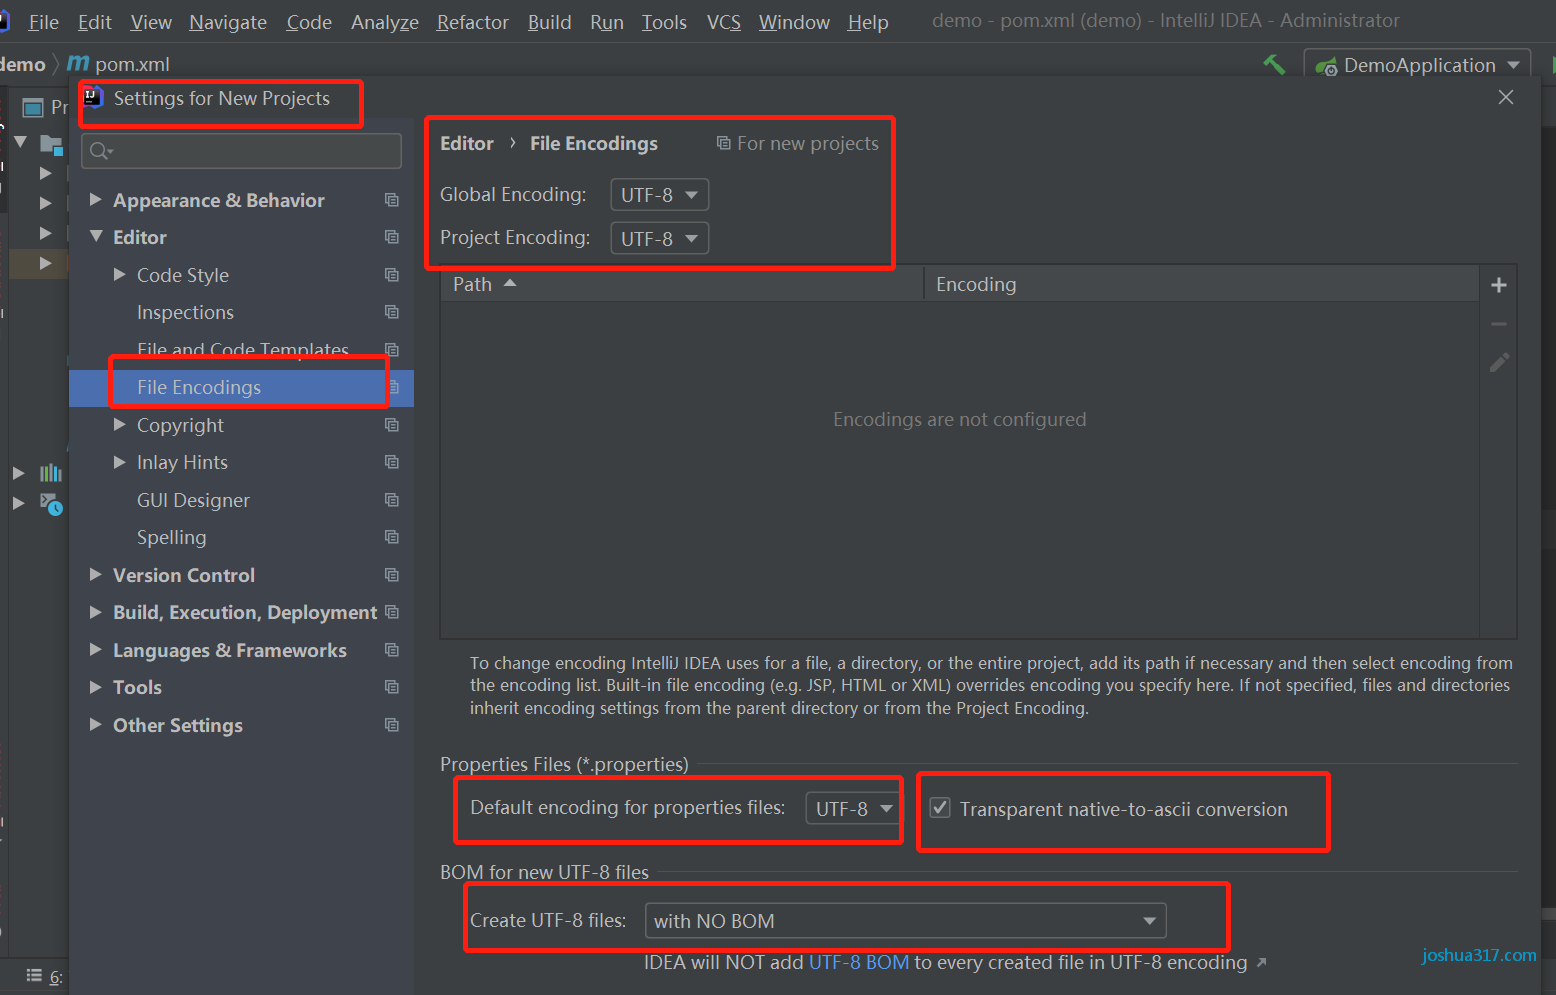 File Edit View Navigate Code Analyze Refactor Build Run Tools VCS Window Help demo - pom.xml (demo) - IntelliJ IDEA - Administrator
demo pom.xml DemoApplication
Pr
Settings for New Projects
Editor › File Encodings For new projects
Global Encoding: UTF-8
Project Encoding: UTF-8
Appearance & Behavior
Editor
Code Style
Inspections
File and Code Templates
File Encodings
Copyright
Inlay Hints
GUI Designer
Spelling
Version Control
Build, Execution, Deployment
Languages & Frameworks
Tools
Other Settings
Path Encoding
Encodings are not configured
To change encoding IntelliJ IDEA uses for a file, a directory, or the entire project, add its path if necessary and then select encoding from
the encoding list. Built-in file encoding (e.g. JSP, HTML or XML) overrides encoding you specify here. If not specified, files and directories
inherit encoding settings from the parent directory or from the Project Encoding.
Properties Files (*.properties)
Default encoding for properties files: UTF-8 Transparent native-to-ascii conversion
BOM for new UTF-8 files
Create UTF-8 files: with NO BOM
IDEA will NOT add UTF-8 BOM to every created file in UTF-8 encoding
joshua317.com
6: